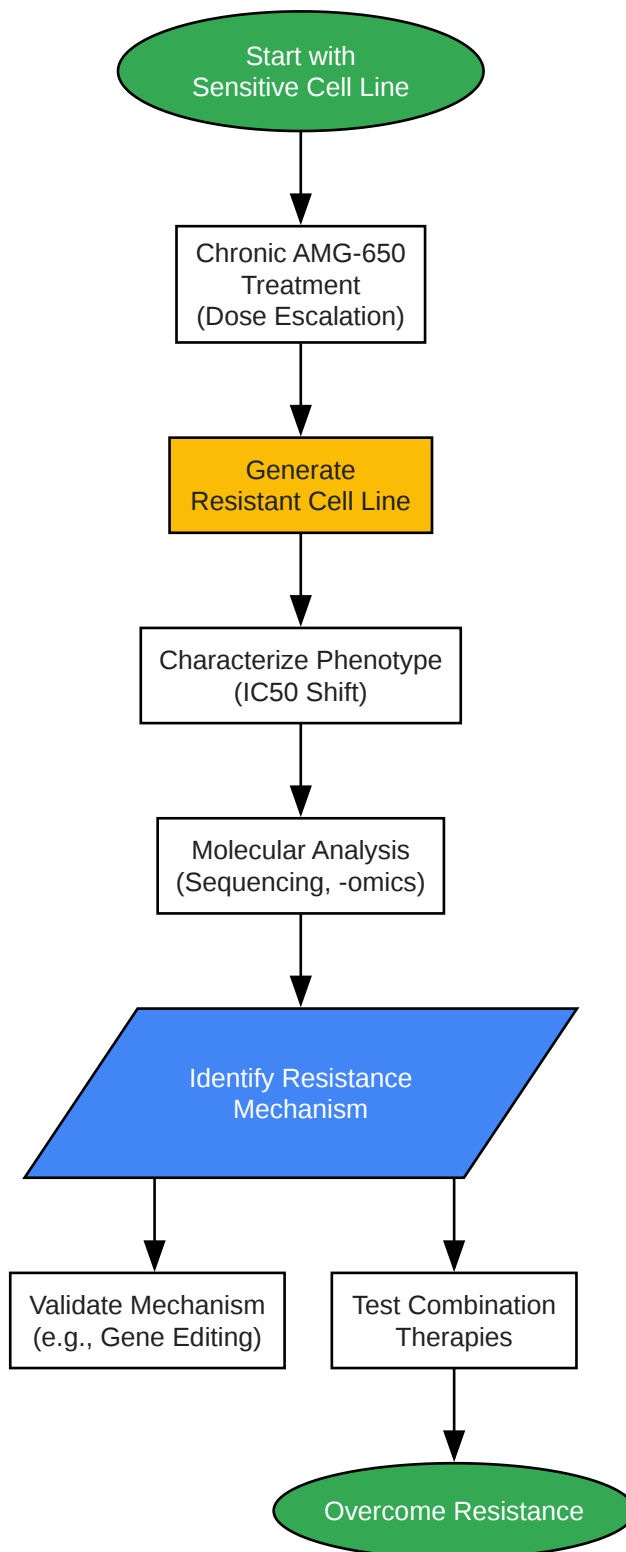 Start with
Sensitive Cell Line
Chronic AMG-650
Treatment
(Dose Escalation)
Generate
Resistant Cell Line
Characterize Phenotype
(IC50 Shift)
Molecular Analysis
(Sequencing, -omics)
Identify Resistance
Mechanism
Validate Mechanism
(e.g., Gene Editing)
Test Combination
Therapies
Overcome Resistance